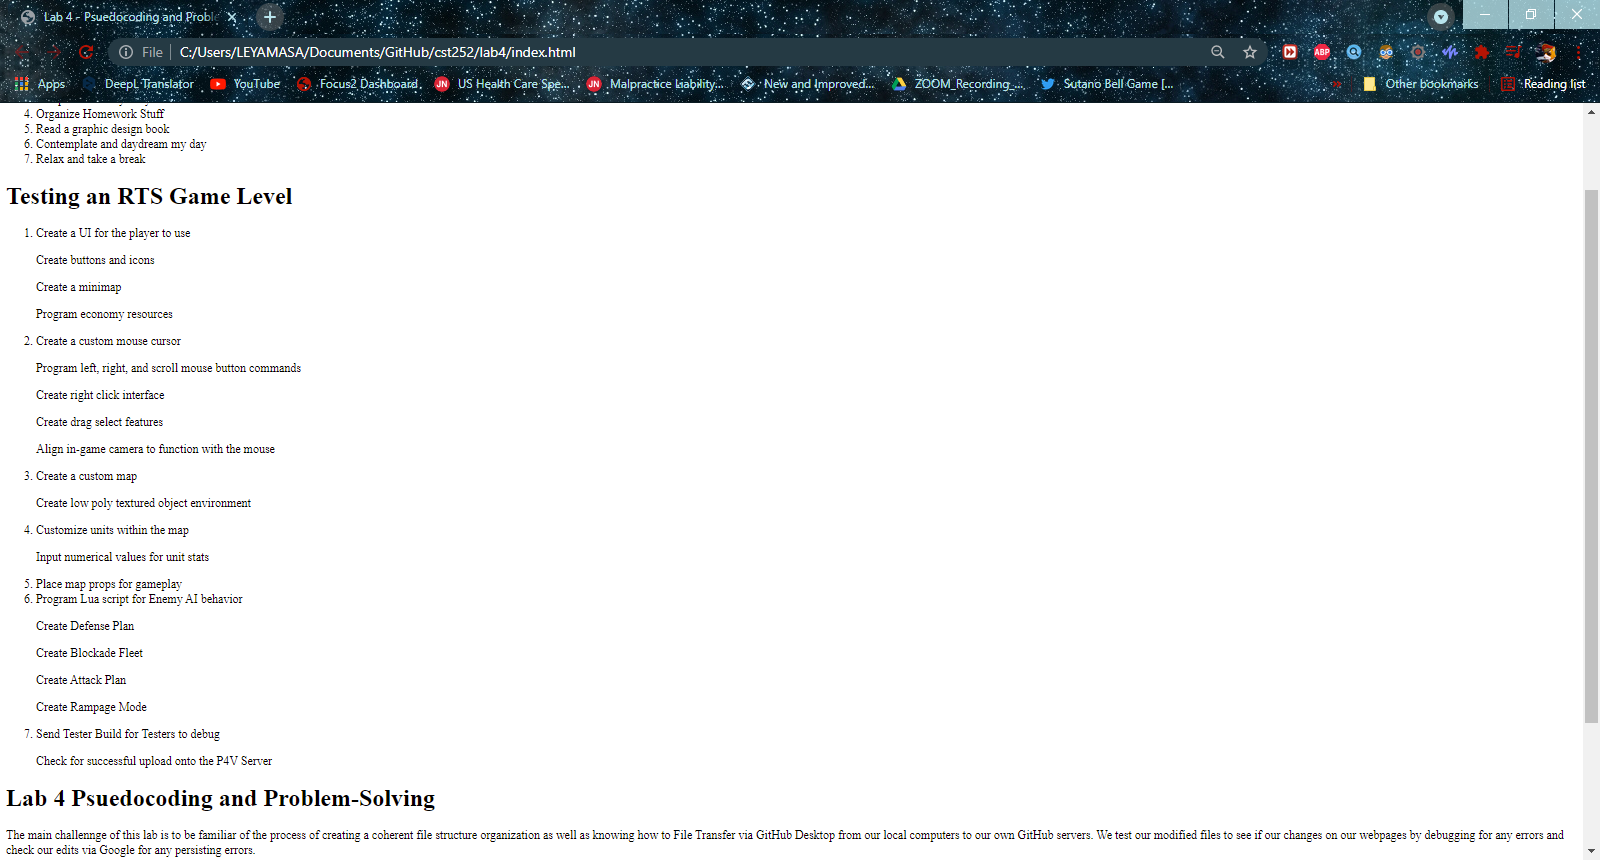 Lab 4 - Psuedocoding and Proble
File
C:/Users/LEYAMASA/Documents/GitHub/cst252/lab4/index.html
ABP
Apps
DeepL Translator
YouTube
Focus2 Dashboard
JN US Health Care Spe...
JN Malpractice Liability...
New and Improved...
ZOOM_Recording_...
Sutano Bell Game [...
Other bookmarks
Reading list
4. Organize Homework Stuff
5. Read a graphic design book
6. Contemplate and daydream my day
7. Relax and take a break
Testing an RTS Game Level
1. Create a UI for the player to use
Create buttons and icons
Create a minimap
Program economy resources
2. Create a custom mouse cursor
Program left, right, and scroll mouse button commands
Create right click interface
Create drag select features
Align in-game camera to function with the mouse
3. Create a custom map
Create low poly textured object environment
4. Customize units within the map
Input numerical values for unit stats
5. Place map props for gameplay
6. Program Lua script for Enemy AI behavior
Create Defense Plan
Create Blockade Fleet
Create Attack Plan
Create Rampage Mode
7. Send Tester Build for Testers to debug
Check for successful upload onto the P4V Server
Lab 4 Psuedocoding and Problem-Solving
The main challennge of this lab is to be familiar of the process of creating a coherent file structure organization as well as knowing how to File Transfer via GitHub Desktop from our local computers to our own GitHub servers. We test our modified files to see if our changes on our webpages by debugging for any errors and
check our edits via Google for any persisting errors.